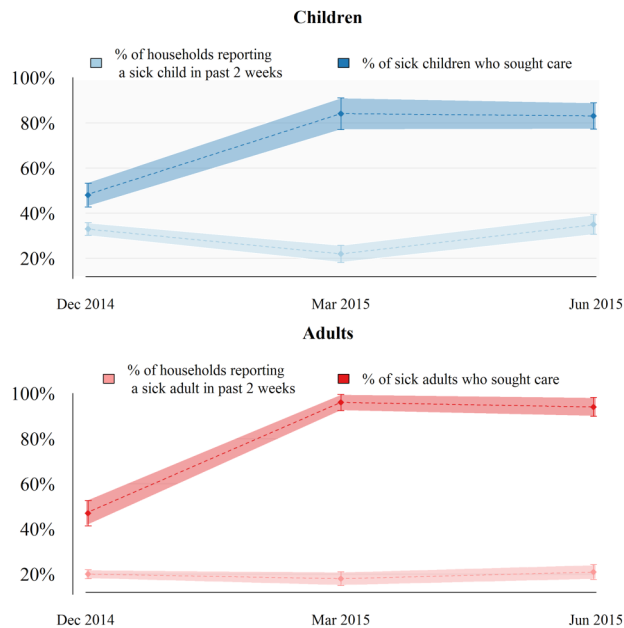 Children
% of households reporting
a sick child in past 2 weeks
% of sick children who sought care
100%
80%
60%
40%
20%
Dec 2014
Mar 2015
Jun 2015
Adults
% of households reporting
a sick adult in past 2 weeks
% of sick adults who sought care
100%
80%
60%
40%
20%
Dec 2014
Mar 2015
Jun 2015